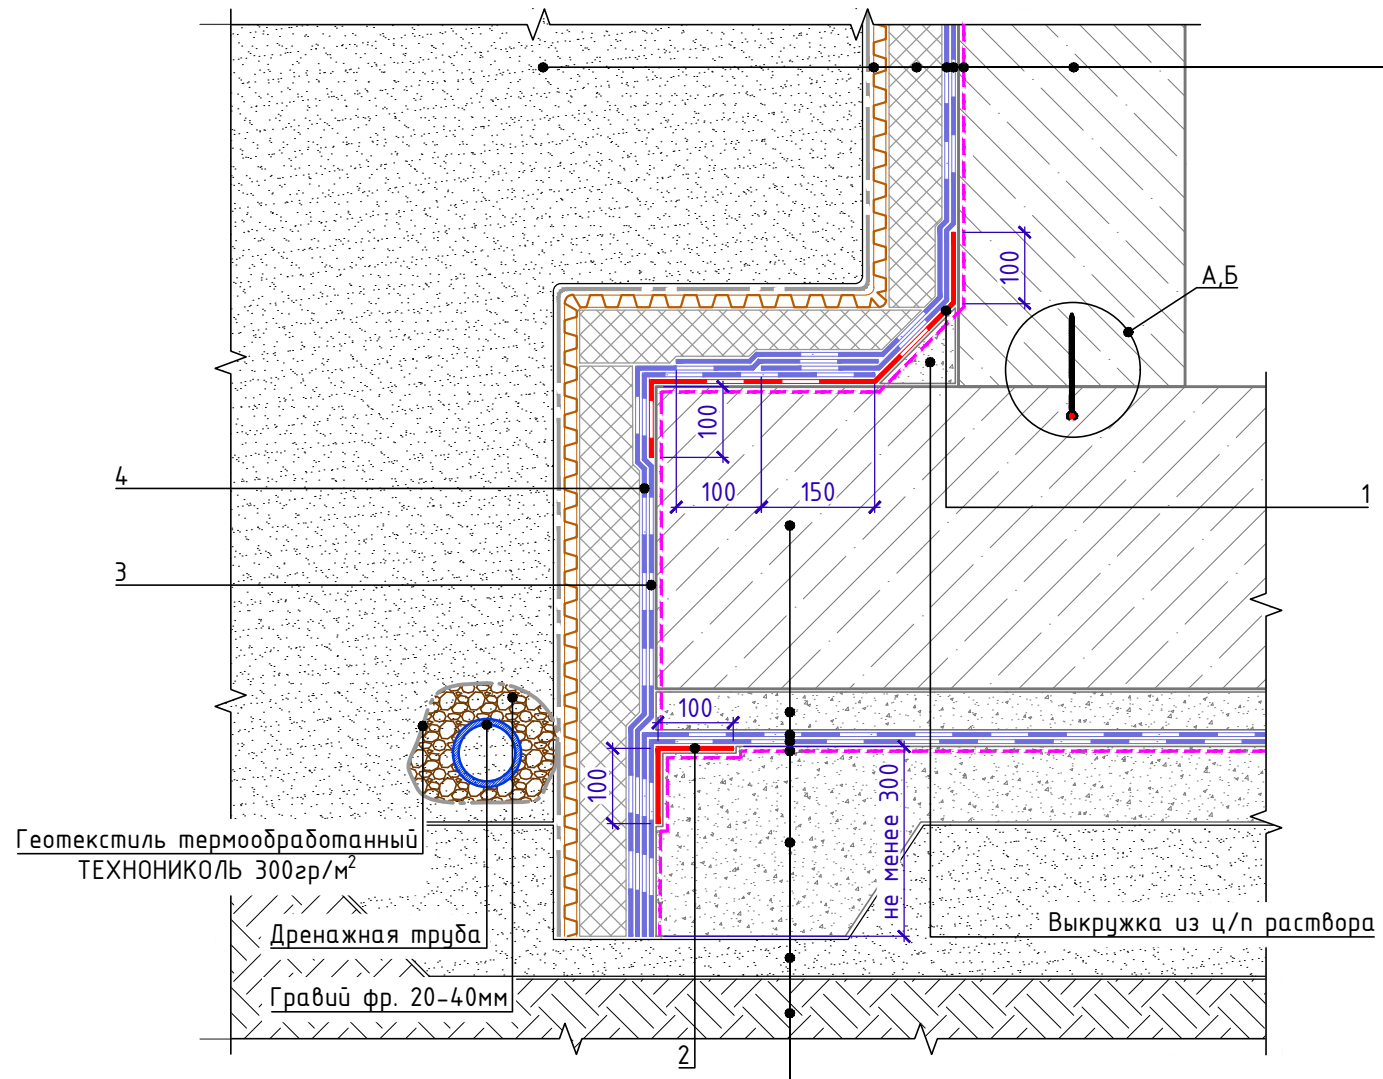 100
А,Б
100
4
100
150
1
3
100
100
не менее 300
Геотекстиль термообработанный
ТЕХНОНИКОЛЬ 300гр/м²
Дренажная труба
Выкружка из ц/п раствора
Гравий фр. 20-40мм
2